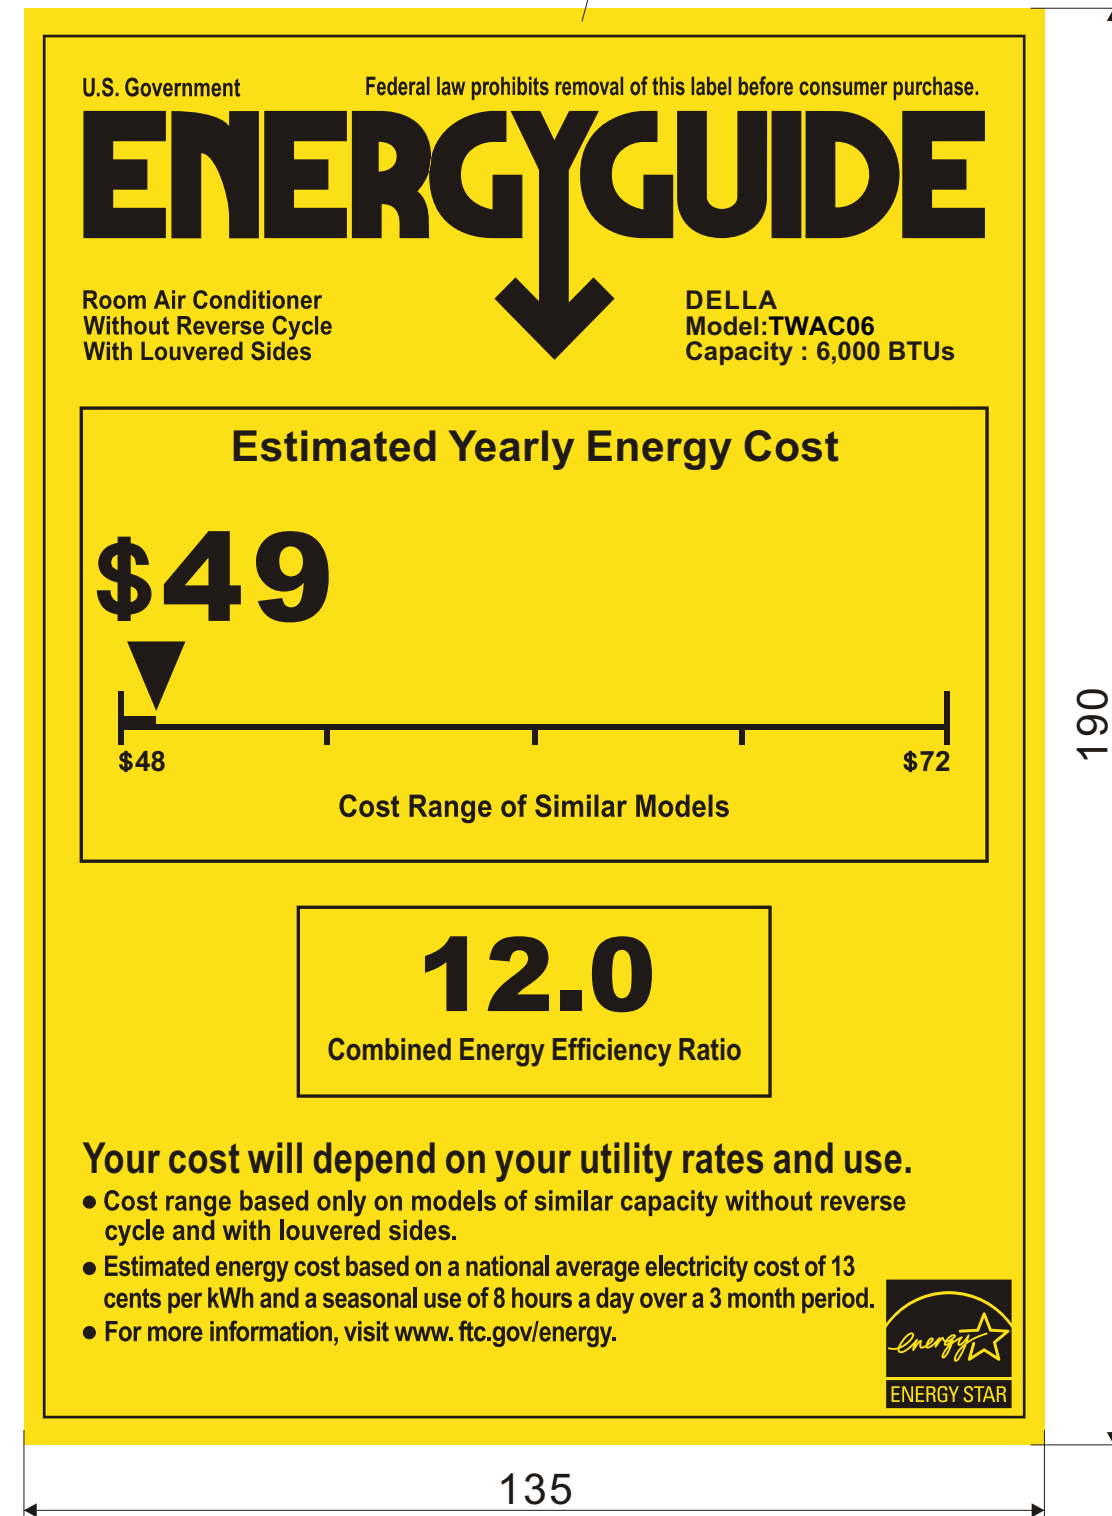 U.S. Government
Federal law prohibits removal of this label before consumer purchase.
ENERGYGUIDE
Room Air Conditioner
Without Reverse Cycle
With Louvered Sides
DELLA
Model:TWAC06
Capacity : 6,000 BTUs
Estimated Yearly Energy Cost
$49
$48
$72
Cost Range of Similar Models
12.0
Combined Energy Efficiency Ratio
Your cost will depend on your utility rates and use.
● Cost range based only on models of similar capacity without reverse
cycle and with louvered sides.
● Estimated energy cost based on a national average electricity cost of 13
cents per kWh and a seasonal use of 8 hours a day over a 3 month period.
● For more information, visit www. ftc.gov/energy.
energy
ENERGY STAR
190
135